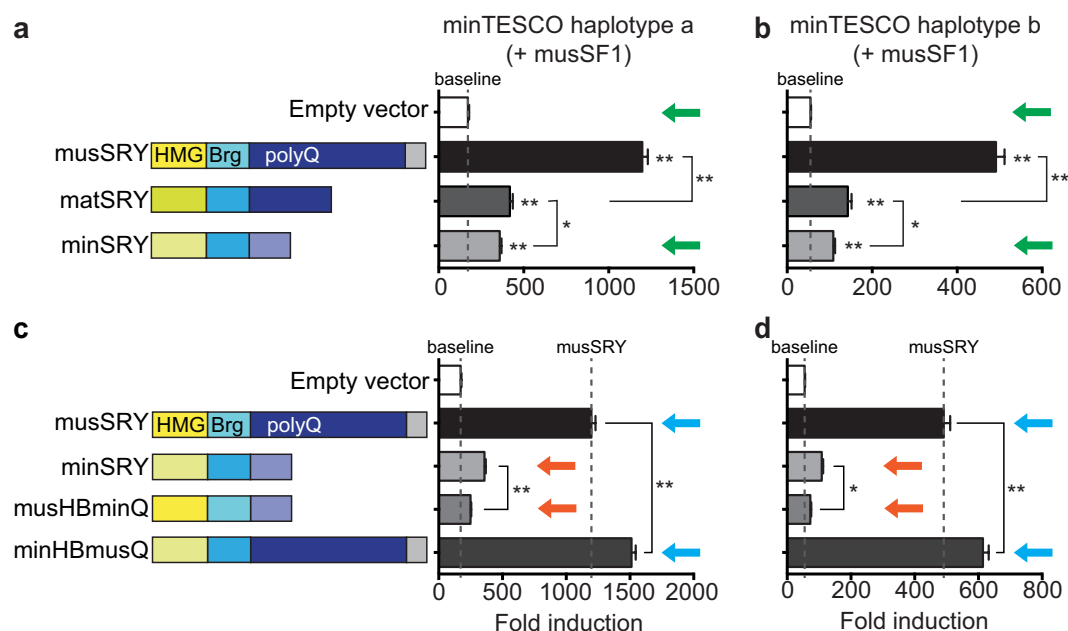 a
minTESCO haplotype a
(+ musSF1)
b
minTESCO haplotype b
(+ musSF1)
baseline
baseline
Empty vector
musSRY HMG Brg polyQ
** ** **
** ** **
matSRY
** *
** *
minSRY
**
**
0 500 1000 1500
0 200 400 600
c
baseline musSRY
d
baseline musSRY
Empty vector
musSRY HMG Brg polyQ
minSRY
** **
* **
musHBminQ
minHBmusQ
0 500 1000 1500 2000
0 200 400 600 800
Fold induction
Fold induction